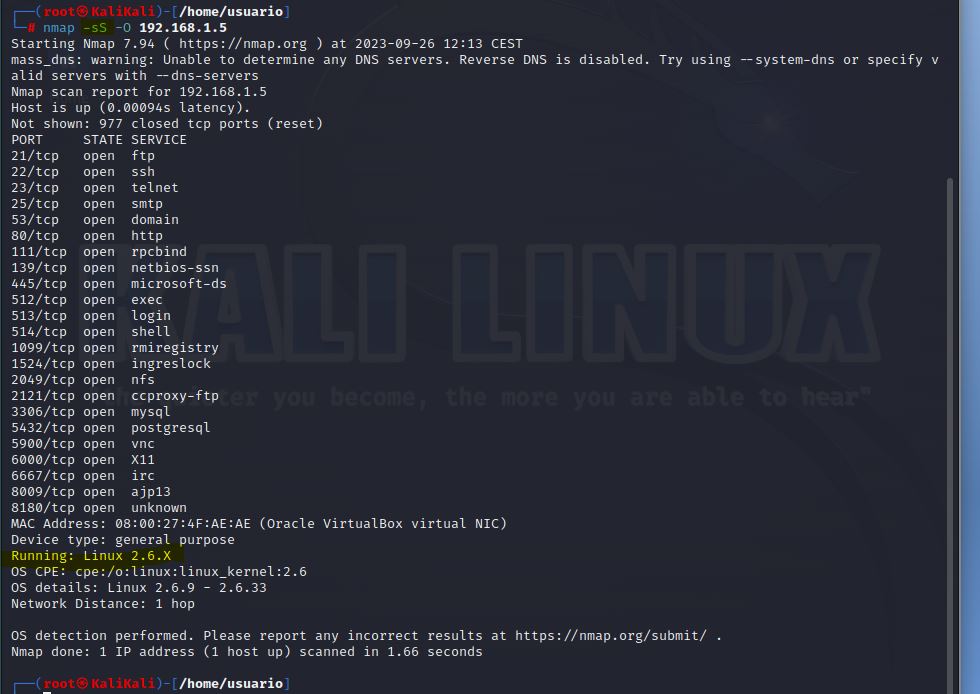 ┌──(root㉿KaliKali)-[/home/usuario]
└─# nmap -sS -O 192.168.1.5
Starting Nmap 7.94 ( https://nmap.org ) at 2023-09-26 12:13 CEST
mass_dns: warning: Unable to determine any DNS servers. Reverse DNS is disabled. Try using --system-dns or specify v
alid servers with --dns-servers
Nmap scan report for 192.168.1.5
Host is up (0.00094s latency).
Not shown: 977 closed tcp ports (reset)
PORT     STATE SERVICE
21/tcp   open  ftp
22/tcp   open  ssh
23/tcp   open  telnet
25/tcp   open  smtp
53/tcp   open  domain
80/tcp   open  http
111/tcp  open  rpcbind
139/tcp  open  netbios-ssn
445/tcp  open  microsoft-ds
512/tcp  open  exec
513/tcp  open  login
514/tcp  open  shell
1099/tcp open  rmiregistry
1524/tcp open  ingreslock
2049/tcp open  nfs
2121/tcp open  ccproxy-ftp
3306/tcp open  mysql
5432/tcp open  postgresql
5900/tcp open  vnc
6000/tcp open  X11
6667/tcp open  irc
8009/tcp open  ajp13
8180/tcp open  unknown
MAC Address: 08:00:27:4F:AE:AE (Oracle VirtualBox virtual NIC)
Device type: general purpose
Running: Linux 2.6.X
OS CPE: cpe:/o:linux:linux_kernel:2.6
OS details: Linux 2.6.9 - 2.6.33
Network Distance: 1 hop
OS detection performed. Please report any incorrect results at https://nmap.org/submit/ .
Nmap done: 1 IP address (1 host up) scanned in 1.66 seconds
┌──(root㉿KaliKali)-[/home/usuario]
KALI LINUX
you become, the more you are able to hear"